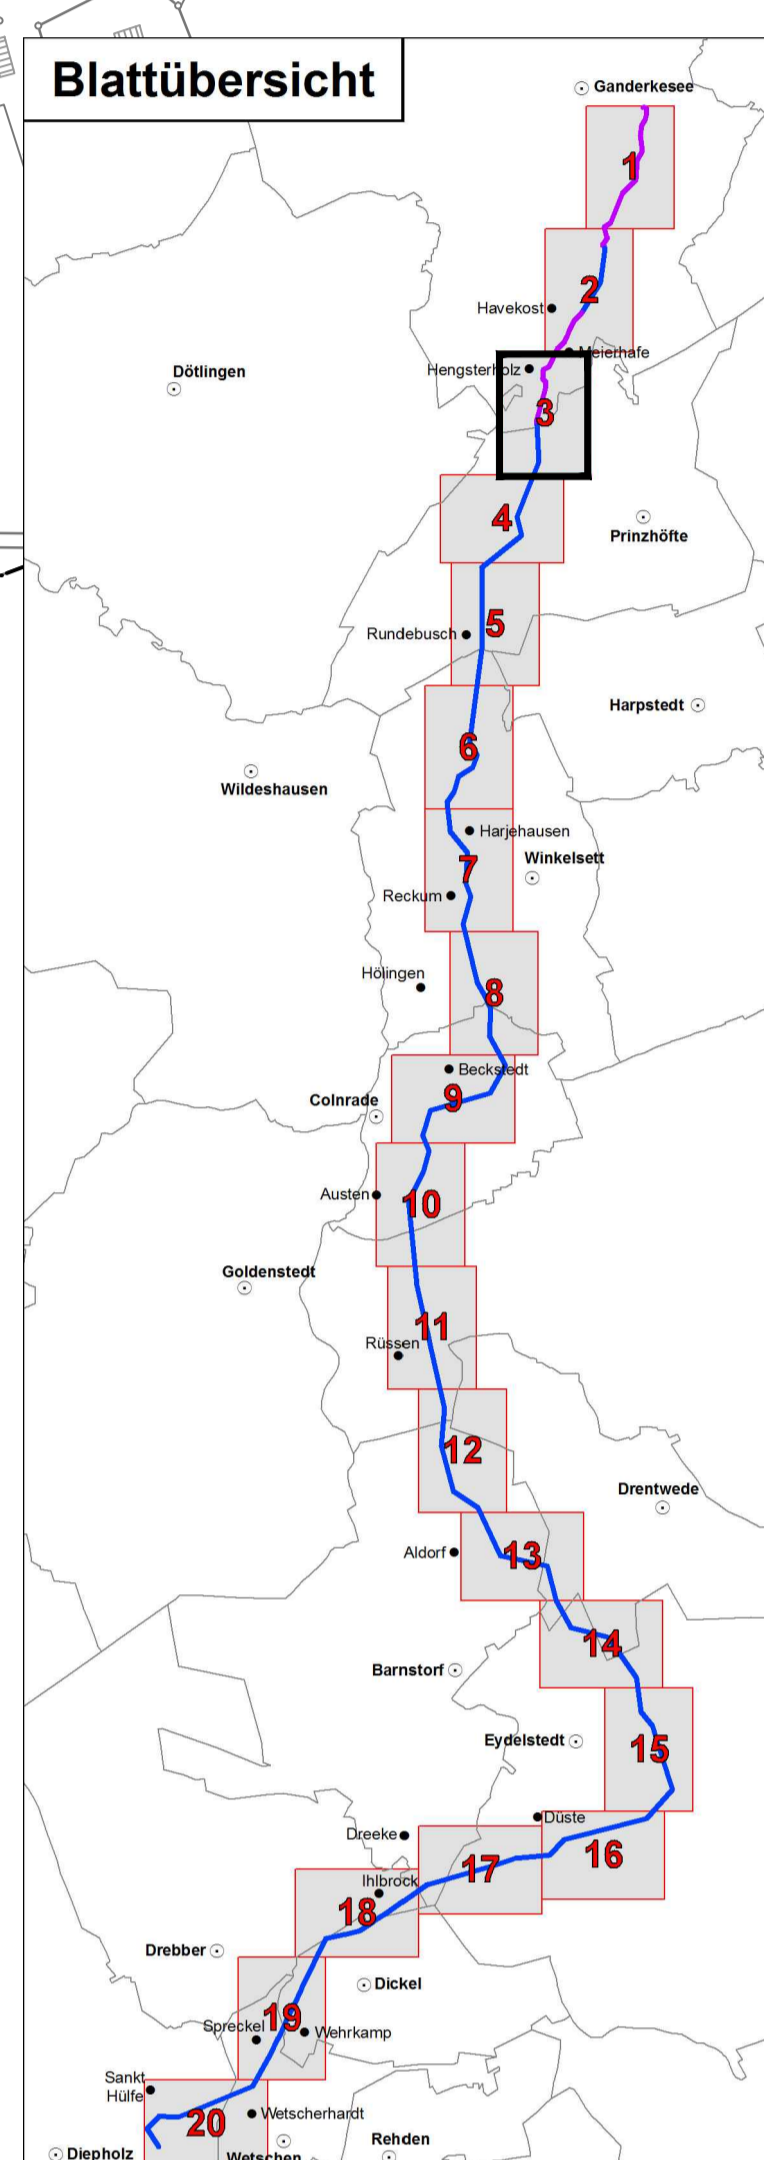 Blattübersicht
Ganderkesee
1
2
Havekost
Meierhafe
Hengsterholz
Dötlingen
3
4
Prinzhöfte
5
Rundebusch
Harpstedt
6
Wildeshausen
Harjehausen
Winkelsett
7
Reckum
Hölingen
8
Beckstedt
9
Colnrade
Austen
10
Goldenstedt
11
Rüssen
12
Drentwede
Aldorf
13
14
Barnstorf
Eydelstedt
15
Düste
Dreeke
16
17
Ihlbrock
18
Drebber
Dickel
19
Spreckel
Wehrkamp
Sankt
Hülfe
20
Wetscherhardt
Rehden
Diepholz
Wetschen